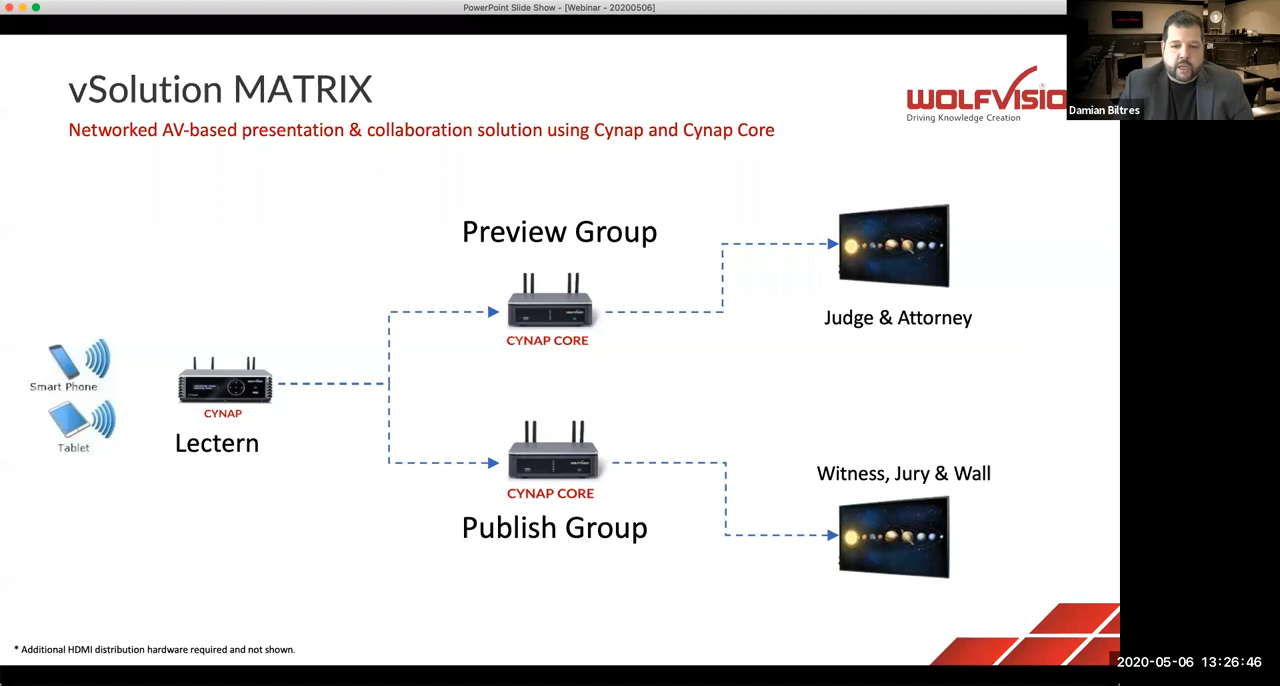 PowerPoint Slide Show - [Webinar - 20200506]
vSolution MATRIX
Networked AV-based presentation & collaboration solution using Cynap and Cynap Core
WOLFVISIO
Driving Knowledge Creation
Damian Biltres
Preview Group
CYNAP CORE
Judge & Attorney
Smart Phone
Tablet
CYNAP
Lectern
CYNAP CORE
Publish Group
Witness, Jury & Wall
* Additional HDMI distribution hardware required and not shown.
2020-05-06 13:26:46